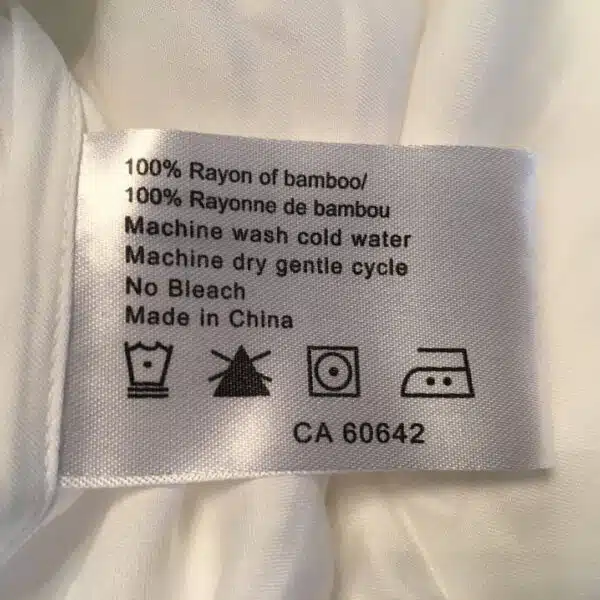 100% Rayon of bamboo/
100% Rayonne de bambou
Machine wash cold water
Machine dry gentle cycle
No Bleach
Made in China
CA 60642